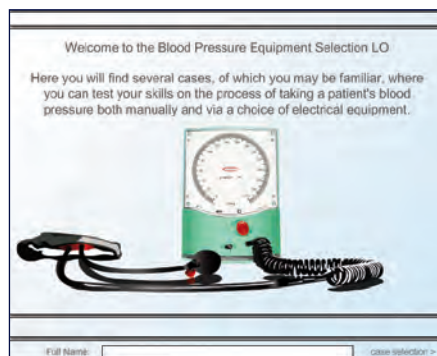 Welcome to the Blood Pressure Equipment Selection LO
Here you will find several cases, of which you may be familiar, where
you can test your skills on the process of taking a patient's blood
pressure both manually and via a choice of electrical equipment.
Full Name:
case selection >